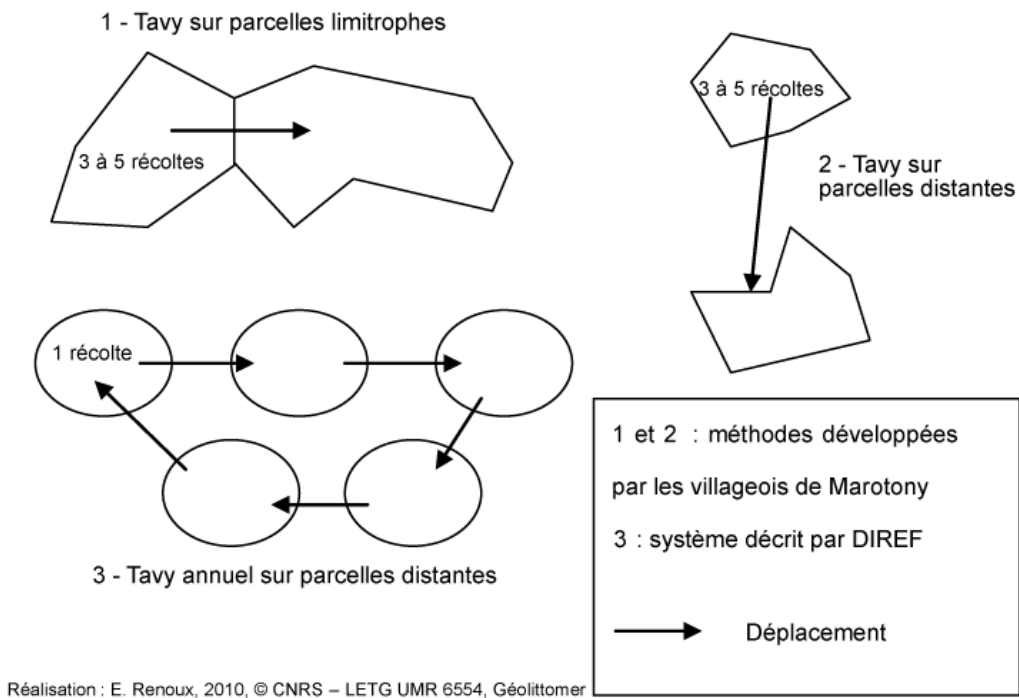 1 - Tavy sur parcelles limitrophes
3 à 5 récoltes
3 à 5 récoltes
2 - Tavy sur
parcelles distantes
1 récolte
3 - Tavy annuel sur parcelles distantes
1 et 2 : méthodes développées
par les villageois de Marotony
3 : système décrit par DIREF
Déplacement
Réalisation : E. Renoux, 2010, © CNRS – LETG UMR 6554, Géolittomer